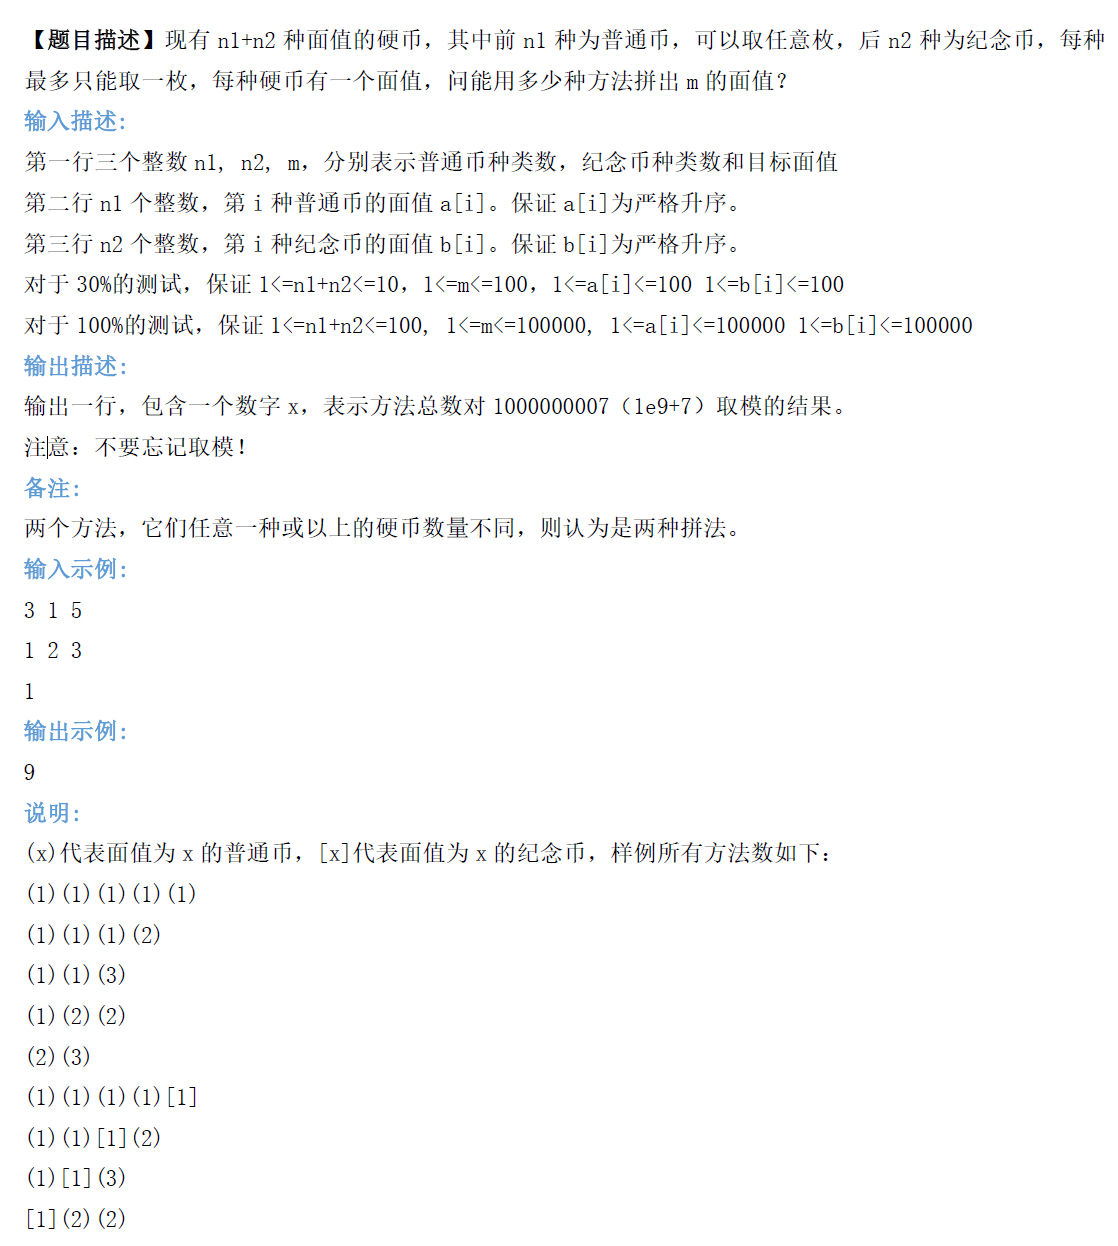 【题目描述】现有 n1+n2 种面值的硬币，其中前 n1 种为普通币，可以取任意枚，后 n2 种为纪念币，每种
最多只能取一枚，每种硬币有一个面值，问能用多少种方法拼出 m 的面值？
输入描述:
第一行三个整数 n1, n2, m，分别表示普通币种类数，纪念币种类数和目标面值
第二行 n1 个整数，第 i 种普通币的面值 a[i]。保证 a[i]为严格升序。
第三行 n2 个整数，第 i 种纪念币的面值 b[i]。保证 b[i]为严格升序。
对于 30%的测试，保证 1<=n1+n2<=10，1<=m<=100，1<=a[i]<=100 1<=b[i]<=100
对于 100%的测试，保证 1<=n1+n2<=100, 1<=m<=100000, 1<=a[i]<=100000 1<=b[i]<=100000
输出描述:
输出一行，包含一个数字 x，表示方法总数对 1000000007（1e9+7）取模的结果。
注意：不要忘记取模！
备注:
两个方法，它们任意一种或以上的硬币数量不同，则认为是两种拼法。
输入示例:
3 1 5
1 2 3
1
输出示例:
9
说明:
(x)代表面值为 x 的普通币，[x]代表面值为 x 的纪念币，样例所有方法数如下：
(1)(1)(1)(1)(1)
(1)(1)(1)(2)
(1)(1)(3)
(1)(2)(2)
(2)(3)
(1)(1)(1)(1)[1]
(1)(1)[1](2)
(1)[1](3)
[1](2)(2)